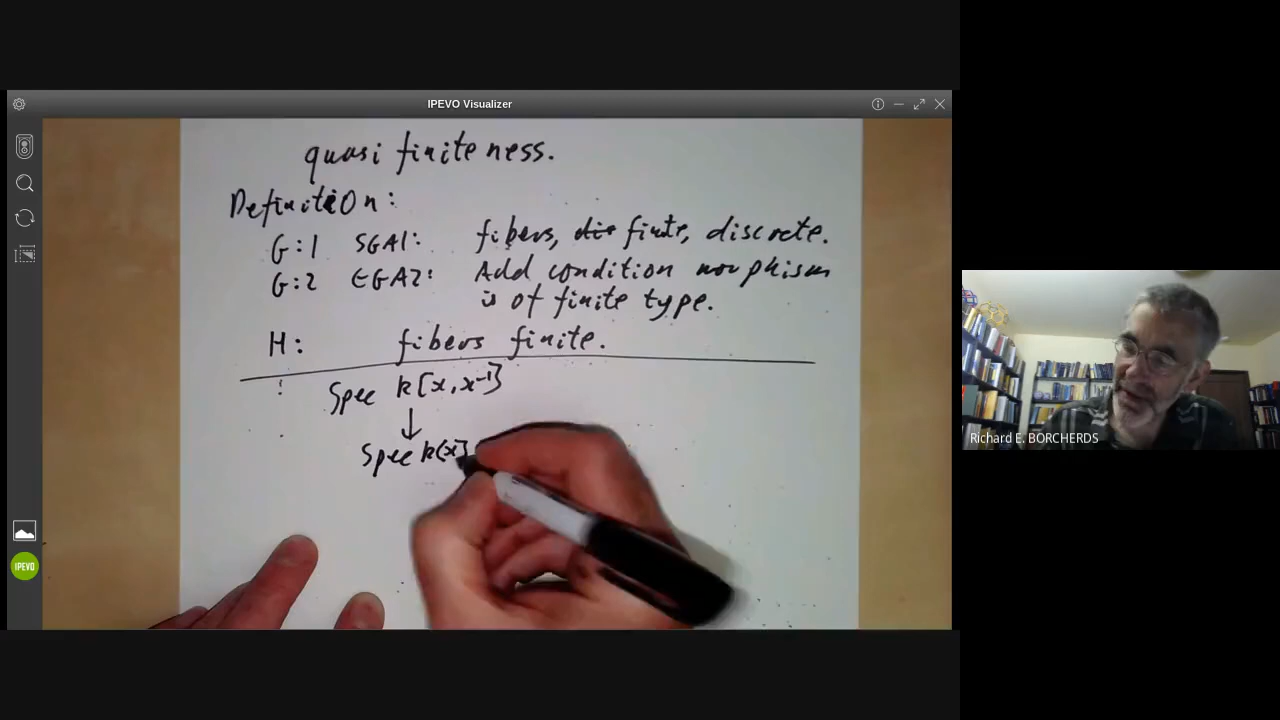 IPEVO Visualizer
quasi finiteness.
Definition:
G:1 SGA1: fibers, finite, discrete.
G:2 EGA2: Add condition morphism
is of finite type.
H: fibers finite.
Spec k[x,x⁻¹]
↓
Spec k[x]
IPEVO
Richard E. BORCHERDS